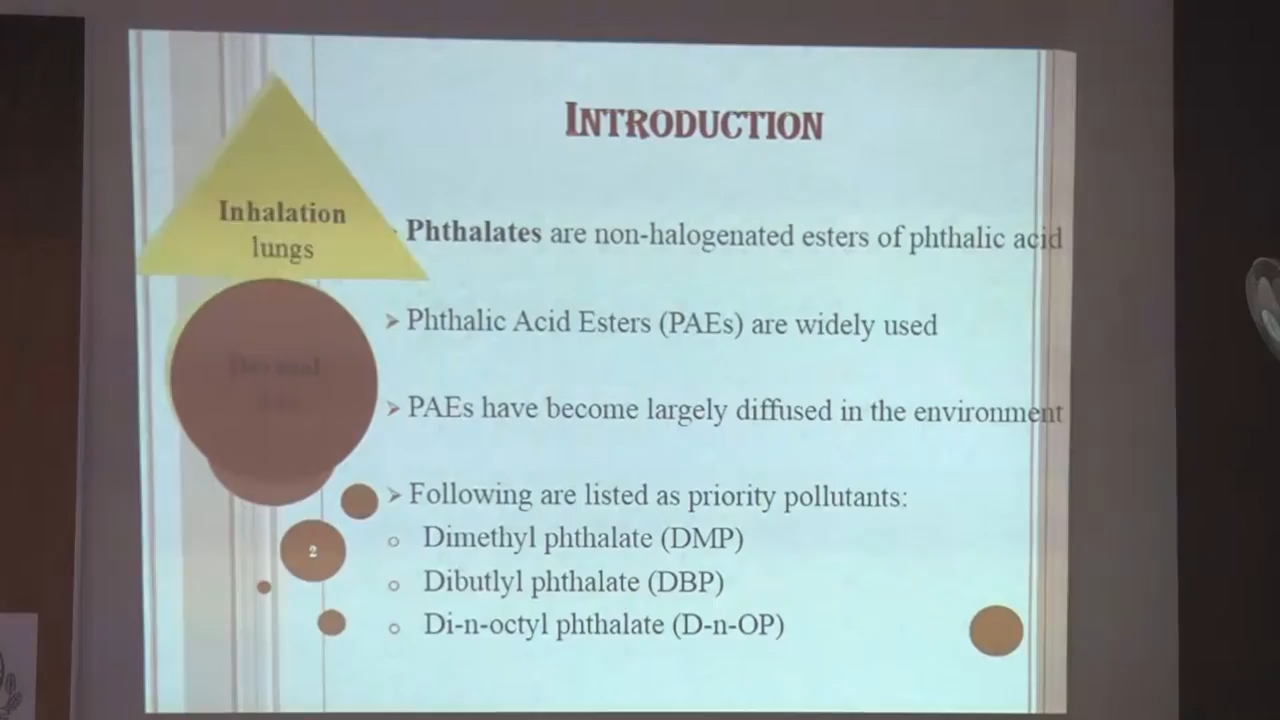 INTRODUCTION
Inhalation
lungs
Phthalates are non-halogenated esters of phthalic acid
➢ Phthalic Acid Esters (PAEs) are widely used
➢ PAEs have become largely diffused in the environment
➢ Following are listed as priority pollutants:
o Dimethyl phthalate (DMP)
o Dibutlyl phthalate (DBP)
o Di-n-octyl phthalate (D-n-OP)
2